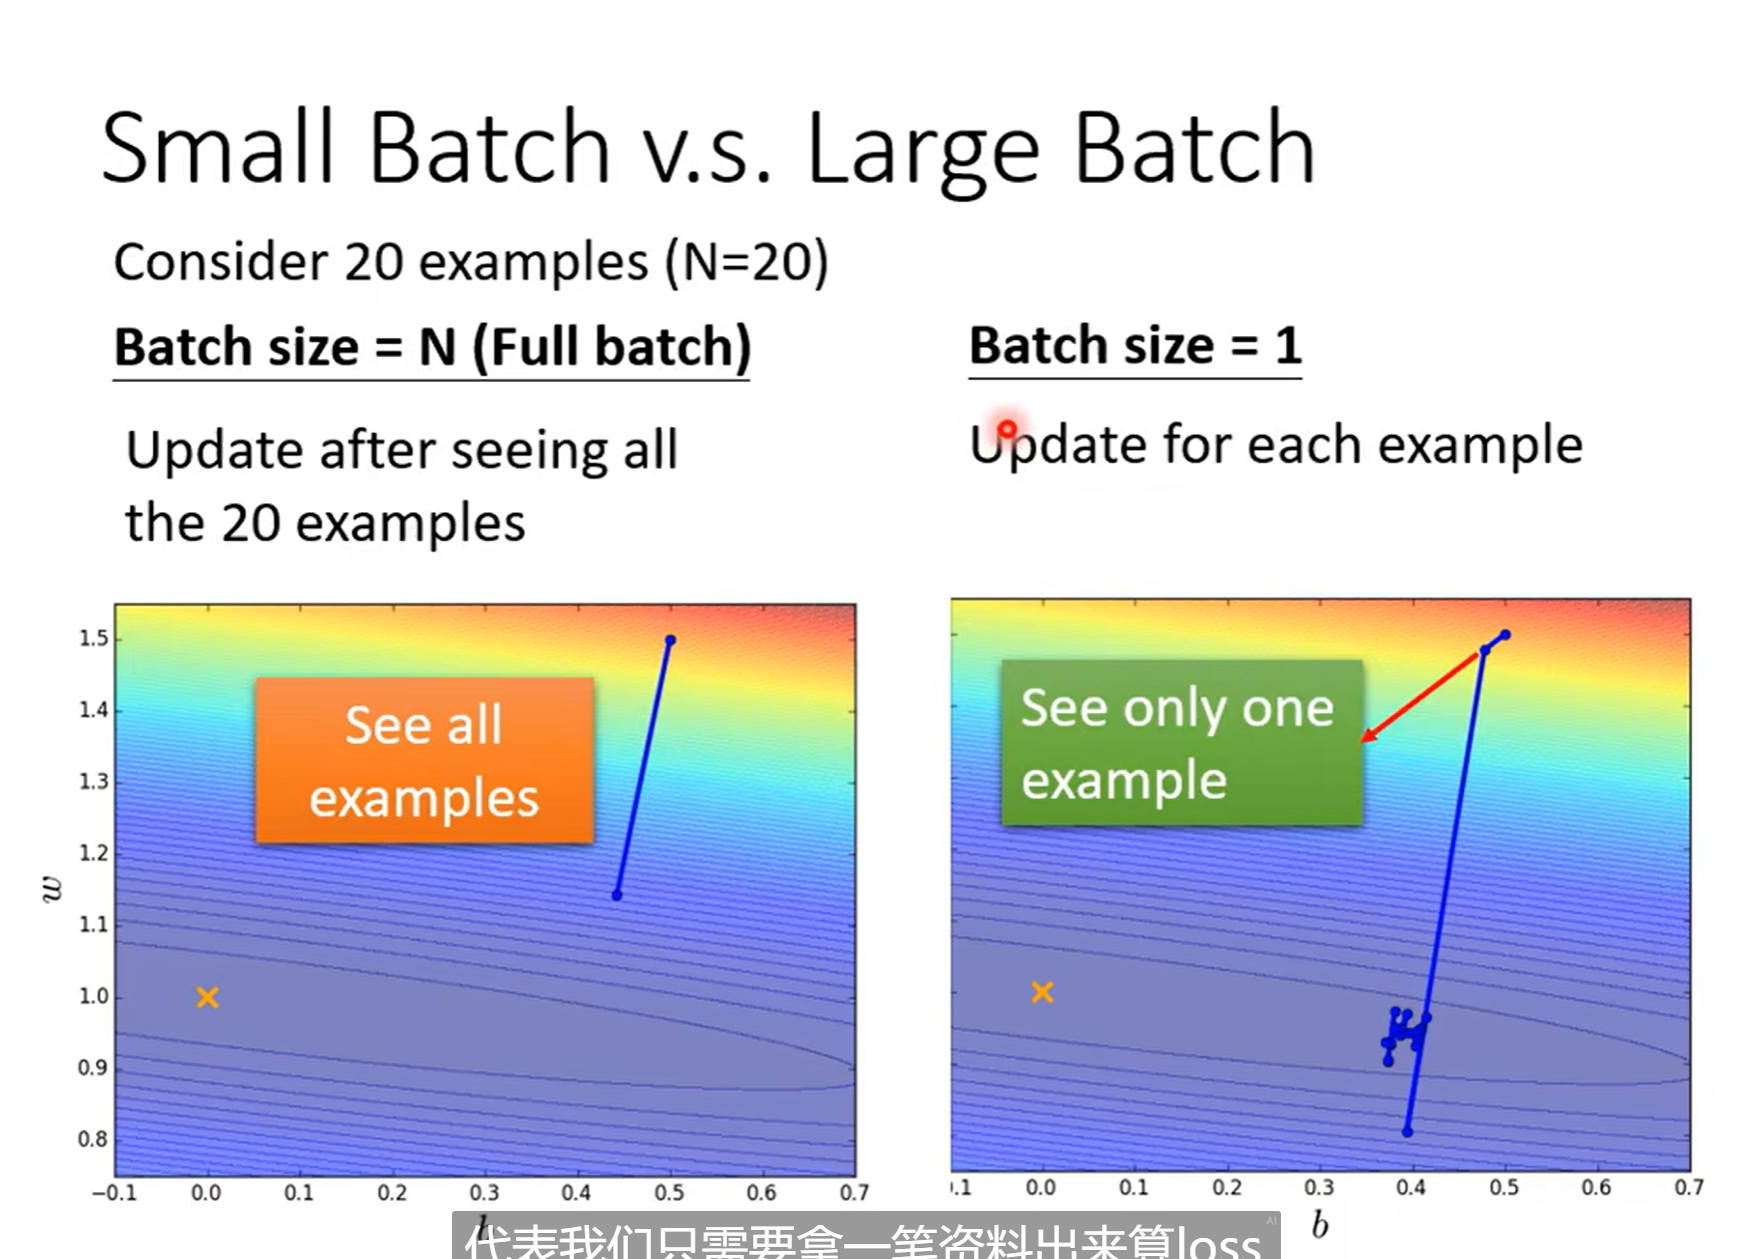 Small Batch v.s. Large Batch
Consider 20 examples (N=20)
Batch size = N (Full batch)
Update after seeing all
the 20 examples
Batch size = 1
Update for each example
See all
examples
1.5
1.4
1.3
1.2
1.1
1.0
0.9
0.8
w
−0.1 0.0 0.1 0.2 0.3 0.4 0.5 0.6 0.7
See only one
example
.1 0.0 0.1 0.2 0.3 0.4 0.5 0.6 0.7
b
AI
代表我们只需要拿一笔资料出来算loss